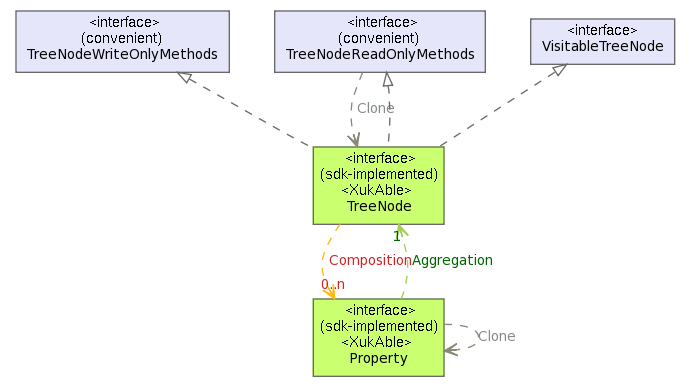 <interface>
(convenient)
TreeNodeWriteOnlyMethods
<interface>
(convenient)
TreeNodeReadOnlyMethods
<interface>
VisitableTreeNode
Clone
<interface>
(sdk-implemented)
<XukAble>
TreeNode
1
Composition
Aggregation
0..n
<interface>
(sdk-implemented)
<XukAble>
Property
Clone